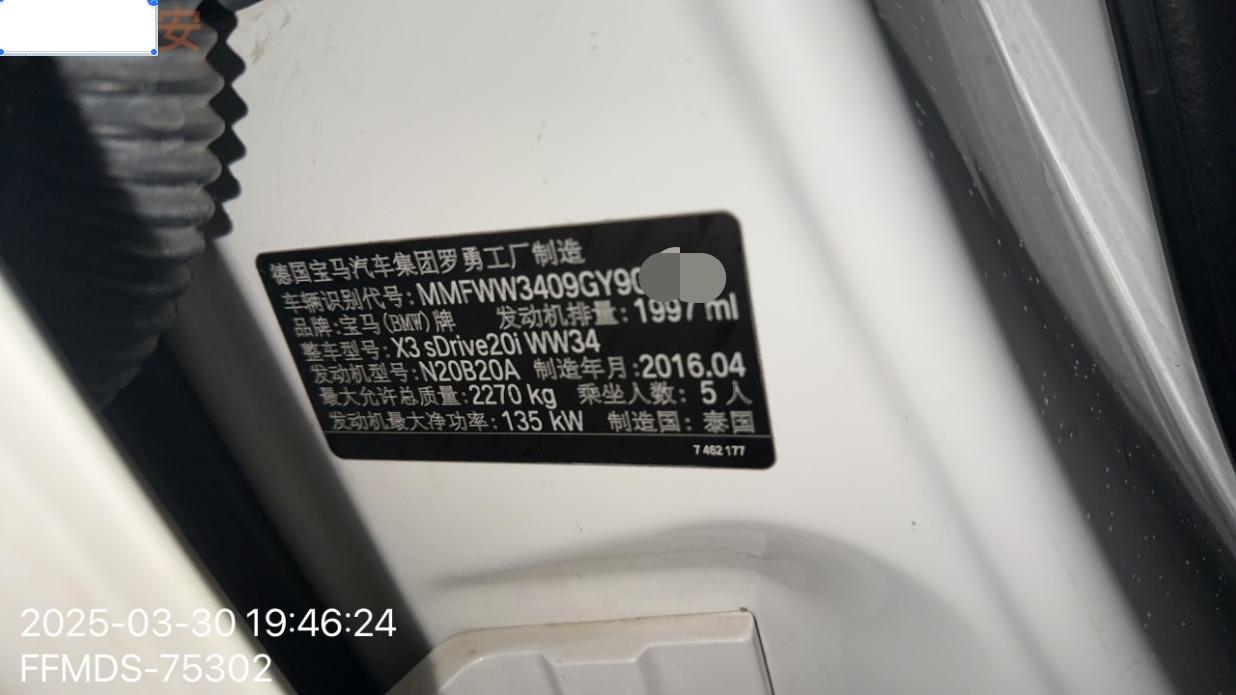 安
德国宝马汽车集团罗勇工厂制造
车辆识别代号: MMFWW3409GY90
品牌:宝马(BMW)牌 发动机排量: 1997 ml
整车型号: X3 sDrive20i WW34
发动机型号: N20B20A 制造年月:2016.04
最大允许总质量: 2270 kg 乘坐人数: 5 人
发动机最大净功率: 135 kW 制造国: 泰国
7 462 177
2025-03-30 19:46:24
FFMDS-75302